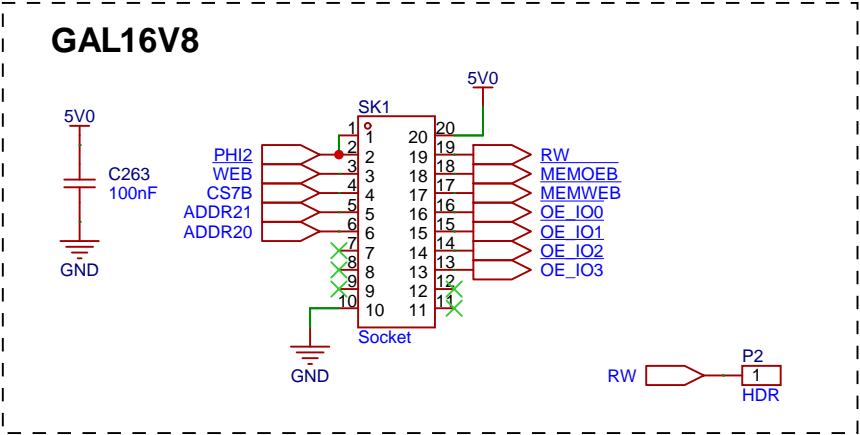 GAL16V8
5V0
SK1
5V0
1 1 20 20
PHI2 2 2 19 19 RW
C263 WEB 3 3 18 18 MEMOEB
100nF CS7B 4 4 17 17 MEMWEB
ADDR21 5 5 16 16 OE_IO0
ADDR20 6 6 15 15 OE_IO1
7 7 14 14 OE_IO2
GND 8 8 13 13 OE_IO3
9 9 12 12
10 10 11 11
Socket
GND
P2
RW 1
HDR